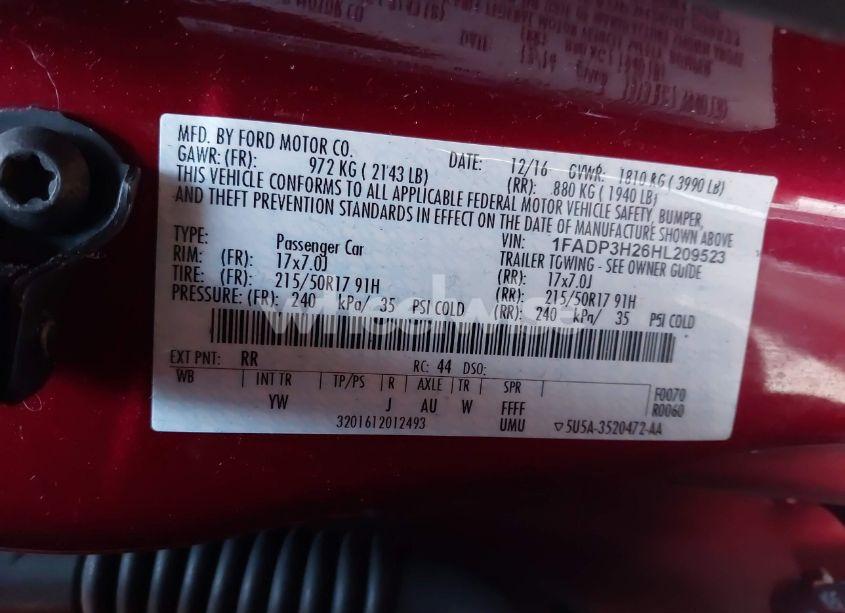 MFD. BY FORD MOTOR CO. DATE: 12/16 GVWR: 1810 KG ( 3990 LB)
GAWR: (FR): 972 KG ( 2143 LB) (RR): 880 KG ( 1940 LB)
THIS VEHICLE CONFORMS TO ALL APPLICABLE FEDERAL MOTOR VEHICLE SAFETY, BUMPER,
AND THEFT PREVENTION STANDARDS IN EFFECT ON THE DATE OF MANUFACTURE SHOWN ABOVE
VIN: 1FADP3H26HL209523
TYPE: Passenger Car TRAILER TOWING - SEE OWNER GUIDE
RIM: (FR): 17x7.0J (RR): 17x7.0J
TIRE: (FR): 215/50R17 91H (RR): 215/50R17 91H
PRESSURE: (FR): 240 kPa/ 35 PSI COLD (RR): 240 kPa/ 35 PSI COLD
wheelwise
EXT PNT: RR RC: 44 DSO:
WB INT TR TP/PS R AXLE TR SPR F0070
YW J AU W FFFF R0060
3201612012493 UMU ▽5U5A-3520472-AA